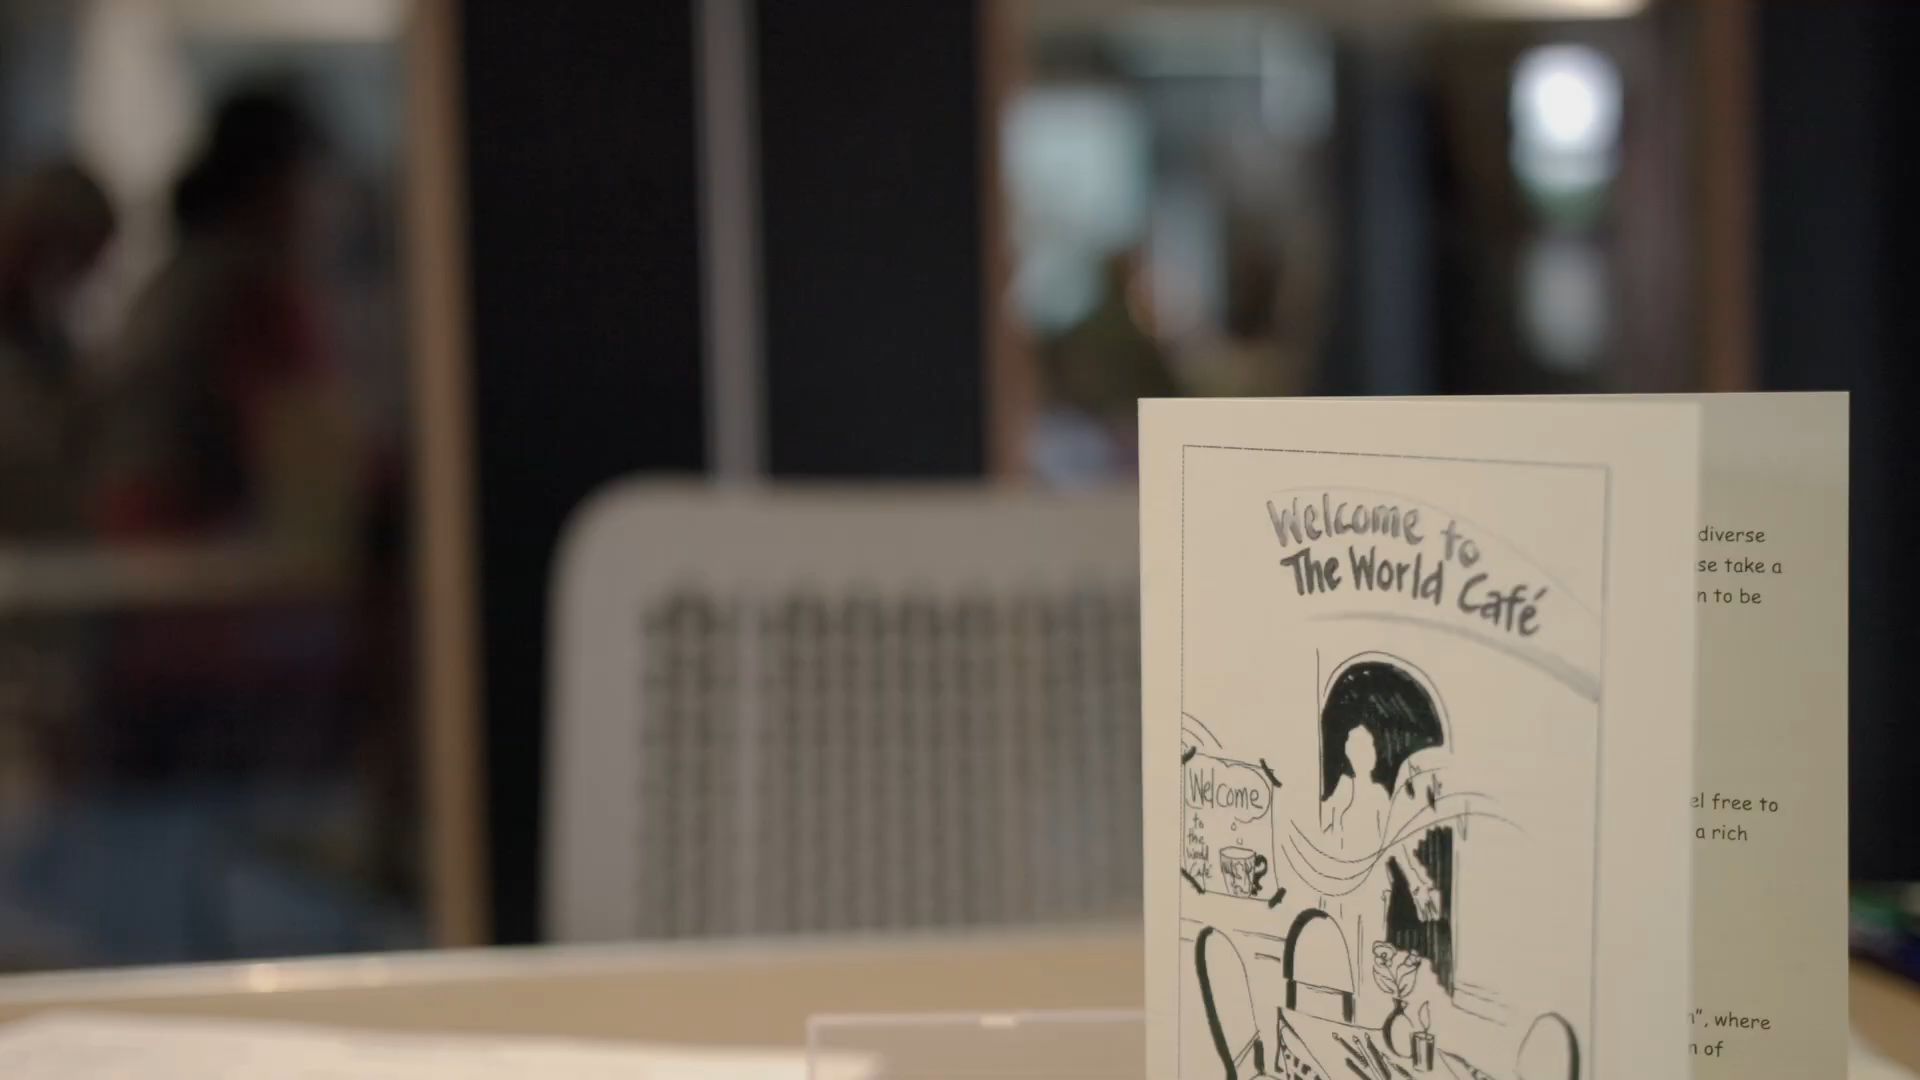 Welcome to
The World Café
Welcome
to
the
World
Café
diverse
se take a
n to be
el free to
a rich
n", where
n of